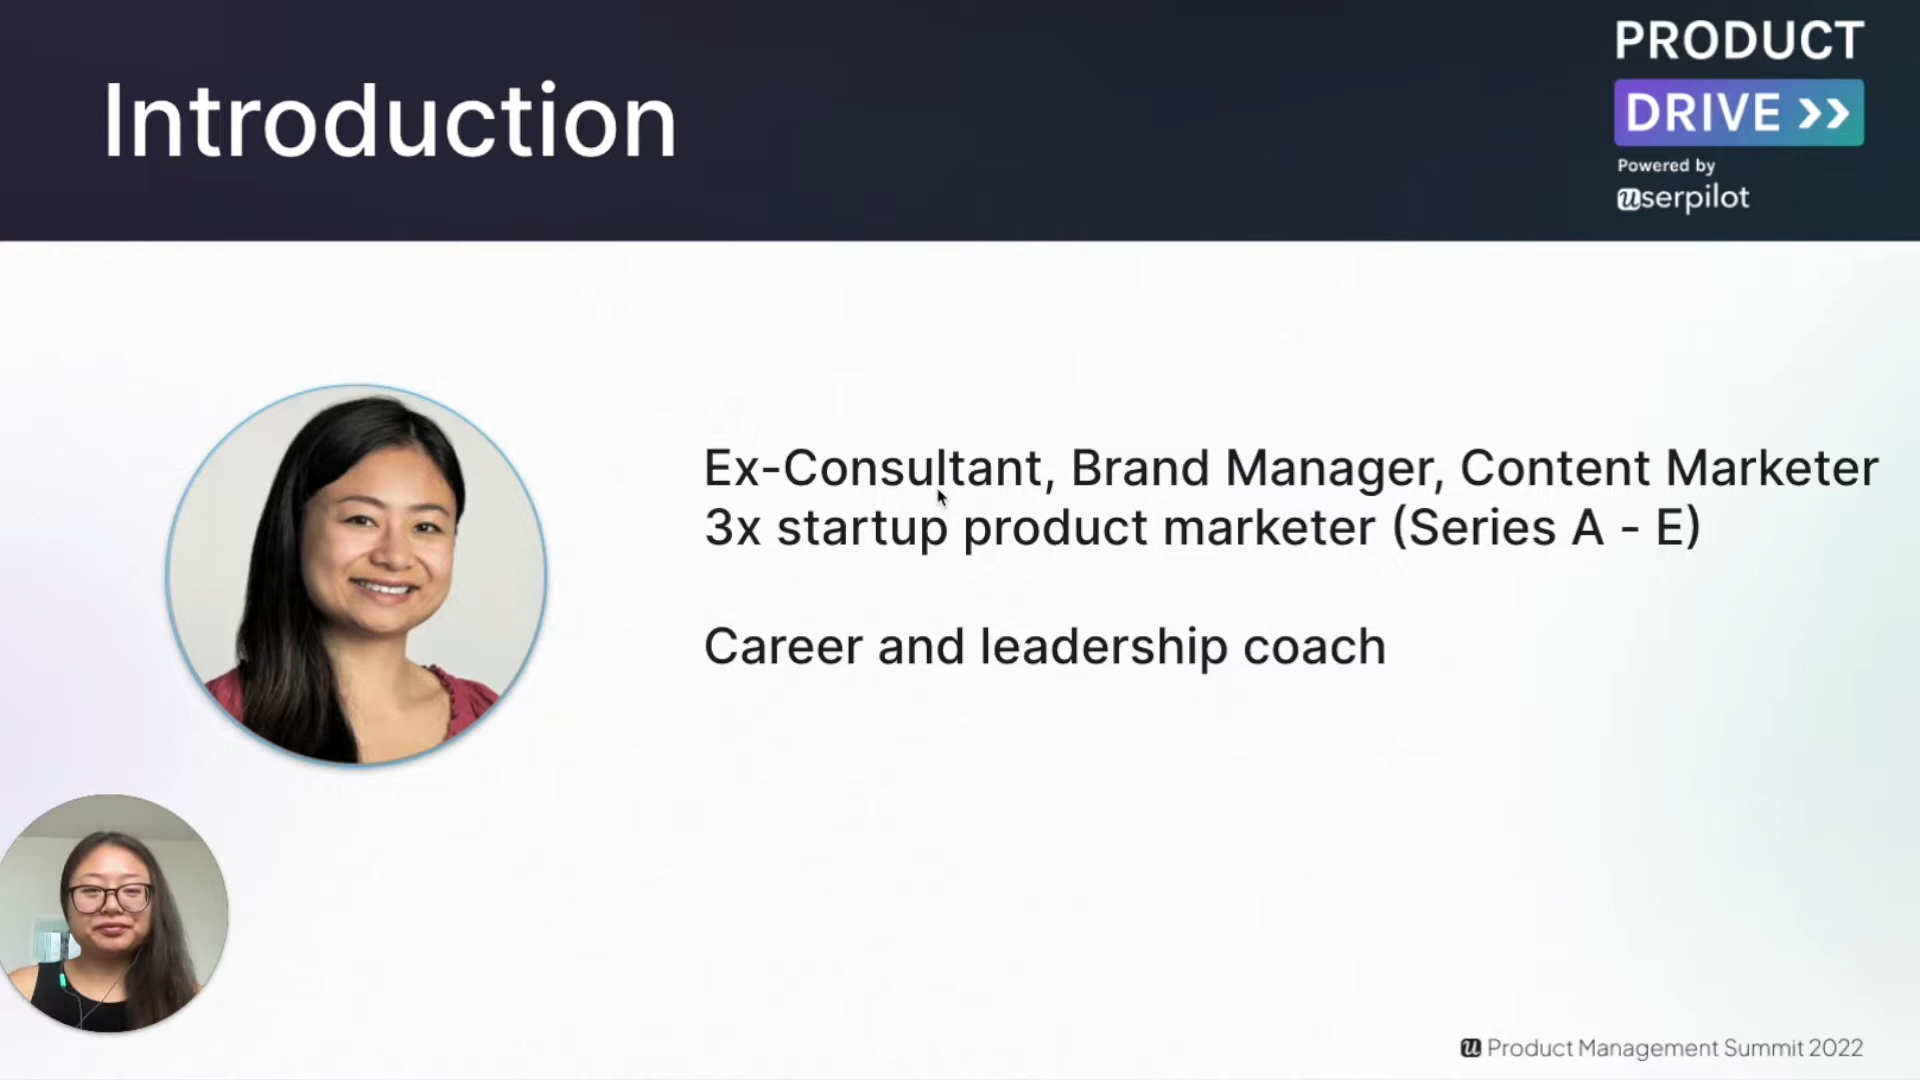 Introduction
PRODUCT
DRIVE >>
Powered by
userpilot
Ex-Consultant, Brand Manager, Content Marketer
3x startup product marketer (Series A - E)
Career and leadership coach
u Product Management Summit 2022